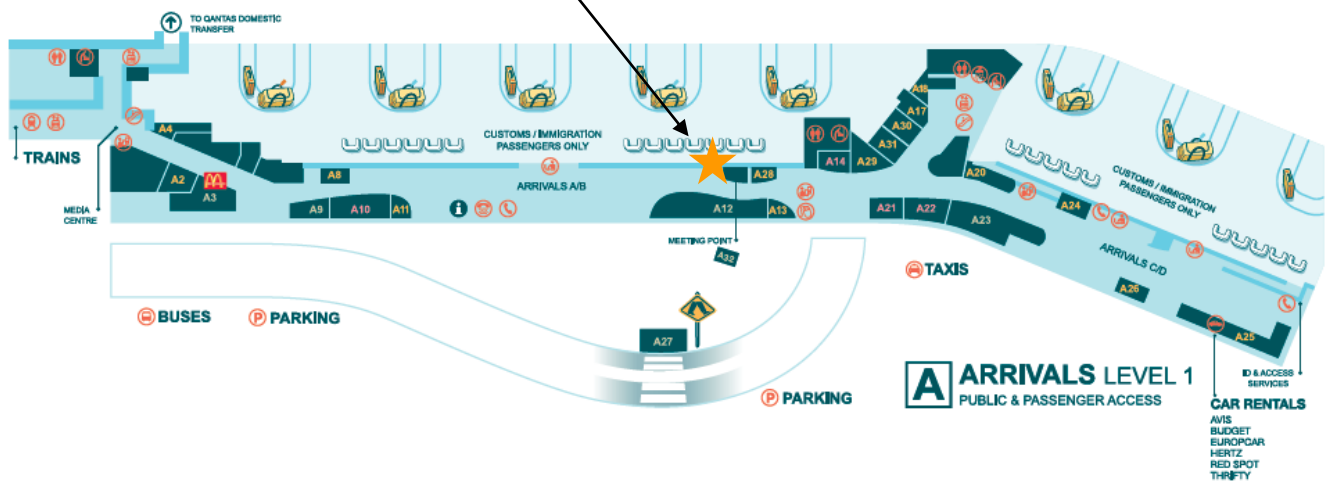 TO QANTAS DOMESTIC
TRANSFER
TRAINS
MEDIA
CENTRE
A4
A2
A3
CUSTOMS / IMMIGRATION
PASSENGERS ONLY
ARRIVALS A/B
A8
A9
A10
A11
i
A28
A12
A13
MEETING POINT
A32
A14
A29
A31
A30
A17
A18
A20
A21
A22
A23
A24
CUSTOMS / IMMIGRATION
PASSENGERS ONLY
ARRIVALS C/D
A26
A25
TAXIS
BUSES
P PARKING
A27
P PARKING
A ARRIVALS LEVEL 1
PUBLIC & PASSENGER ACCESS
ID & ACCESS
SERVICES
CAR RENTALS
AVIS
BUDGET
EUROPCAR
HERTZ
RED SPOT
THRIFTY